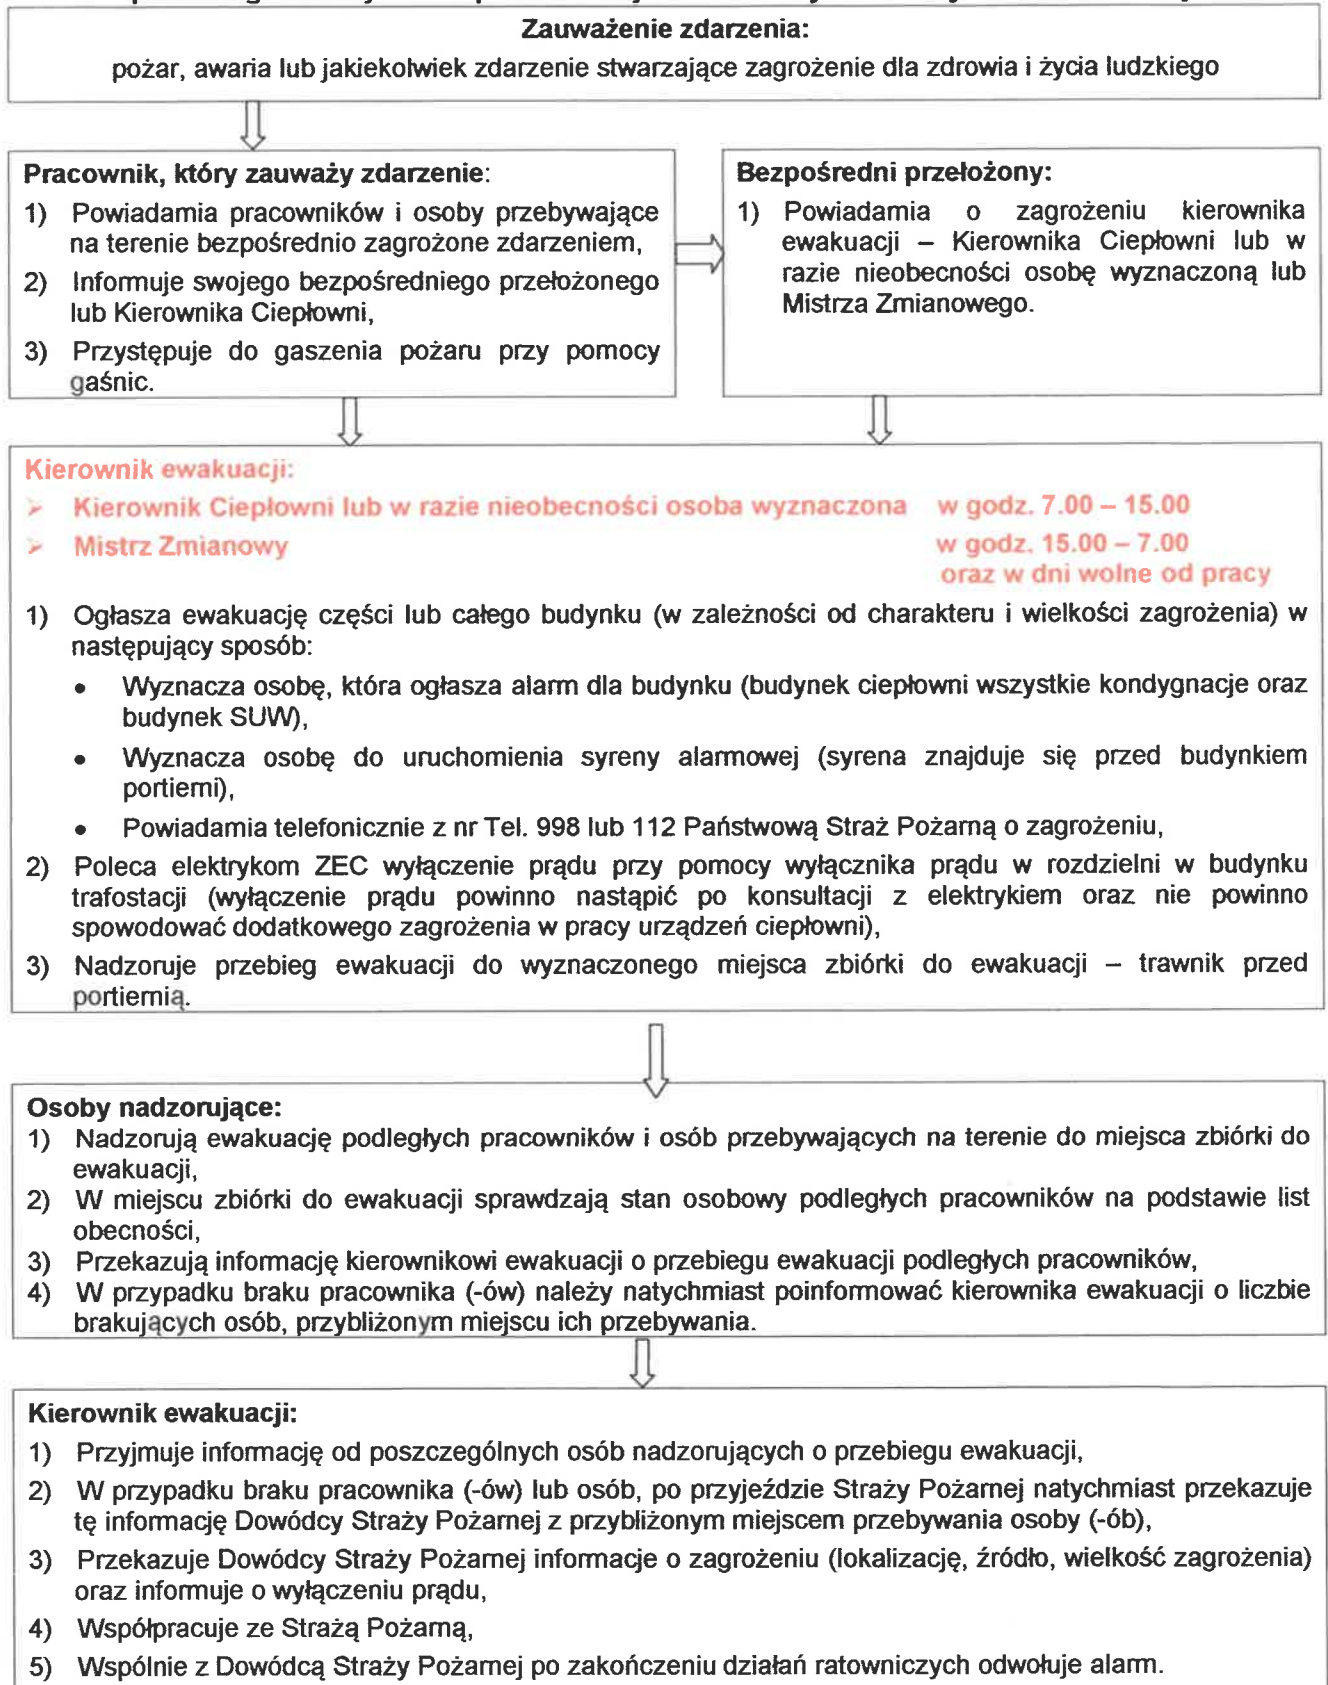 Zauważenie zdarzenia:
pożar, awaria lub jakiekolwiek zdarzenie stwarzające zagrożenie dla zdrowia i życia ludzkiego
Pracownik, który zauważy zdarzenie:
1) Powiadamia pracowników i osoby przebywające
na terenie bezpośrednio zagrożone zdarzeniem,
2) Informuje swojego bezpośredniego przełożonego
lub Kierownika Ciepłowni,
3) Przystępuje do gaszenia pożaru przy pomocy
gaśnic.
Bezpośredni przełożony:
1) Powiadamia o zagrożeniu kierownika
ewakuacji – Kierownika Ciepłowni lub w
razie nieobecności osobę wyznaczoną lub
Mistrza Zmianowego.
Kierownik ewakuacji:
➢ Kierownik Ciepłowni lub w razie nieobecności osoba wyznaczona w godz. 7.00 – 15.00
➢ Mistrz Zmianowy w godz. 15.00 – 7.00
oraz w dni wolne od pracy
1) Ogłasza ewakuację części lub całego budynku (w zależności od charakteru i wielkości zagrożenia) w
następujący sposób:
• Wyznacza osobę, która ogłasza alarm dla budynku (budynek ciepłowni wszystkie kondygnacje oraz
budynek SUW),
• Wyznacza osobę do uruchomienia syreny alarmowej (syrena znajduje się przed budynkiem
portierni),
• Powiadamia telefonicznie z nr Tel. 998 lub 112 Państwową Straż Pożarną o zagrożeniu,
2) Poleca elektrykom ZEC wyłączenie prądu przy pomocy wyłącznika prądu w rozdzielni w budynku
trafostacji (wyłączenie prądu powinno nastąpić po konsultacji z elektrykiem oraz nie powinno
spowodować dodatkowego zagrożenia w pracy urządzeń ciepłowni),
3) Nadzoruje przebieg ewakuacji do wyznaczonego miejsca zbiórki do ewakuacji – trawnik przed
portiernią.
Osoby nadzorujące:
1) Nadzorują ewakuację podległych pracowników i osób przebywających na terenie do miejsca zbiórki do
ewakuacji,
2) W miejscu zbiórki do ewakuacji sprawdzają stan osobowy podległych pracowników na podstawie list
obecności,
3) Przekazują informację kierownikowi ewakuacji o przebiegu ewakuacji podległych pracowników,
4) W przypadku braku pracownika (-ów) należy natychmiast poinformować kierownika ewakuacji o liczbie
brakujących osób, przybliżonym miejscu ich przebywania.
Kierownik ewakuacji:
1) Przyjmuje informację od poszczególnych osób nadzorujących o przebiegu ewakuacji,
2) W przypadku braku pracownika (-ów) lub osób, po przyjeździe Straży Pożarnej natychmiast przekazuje
tę informację Dowódcy Straży Pożarnej z przybliżonym miejscem przebywania osoby (-ób),
3) Przekazuje Dowódcy Straży Pożarnej informacje o zagrożeniu (lokalizację, źródło, wielkość zagrożenia)
oraz informuje o wyłączeniu prądu,
4) Współpracuje ze Strażą Pożarną,
5) Wspólnie z Dowódcą Straży Pożarnej po zakończeniu działań ratowniczych odwołuje alarm.